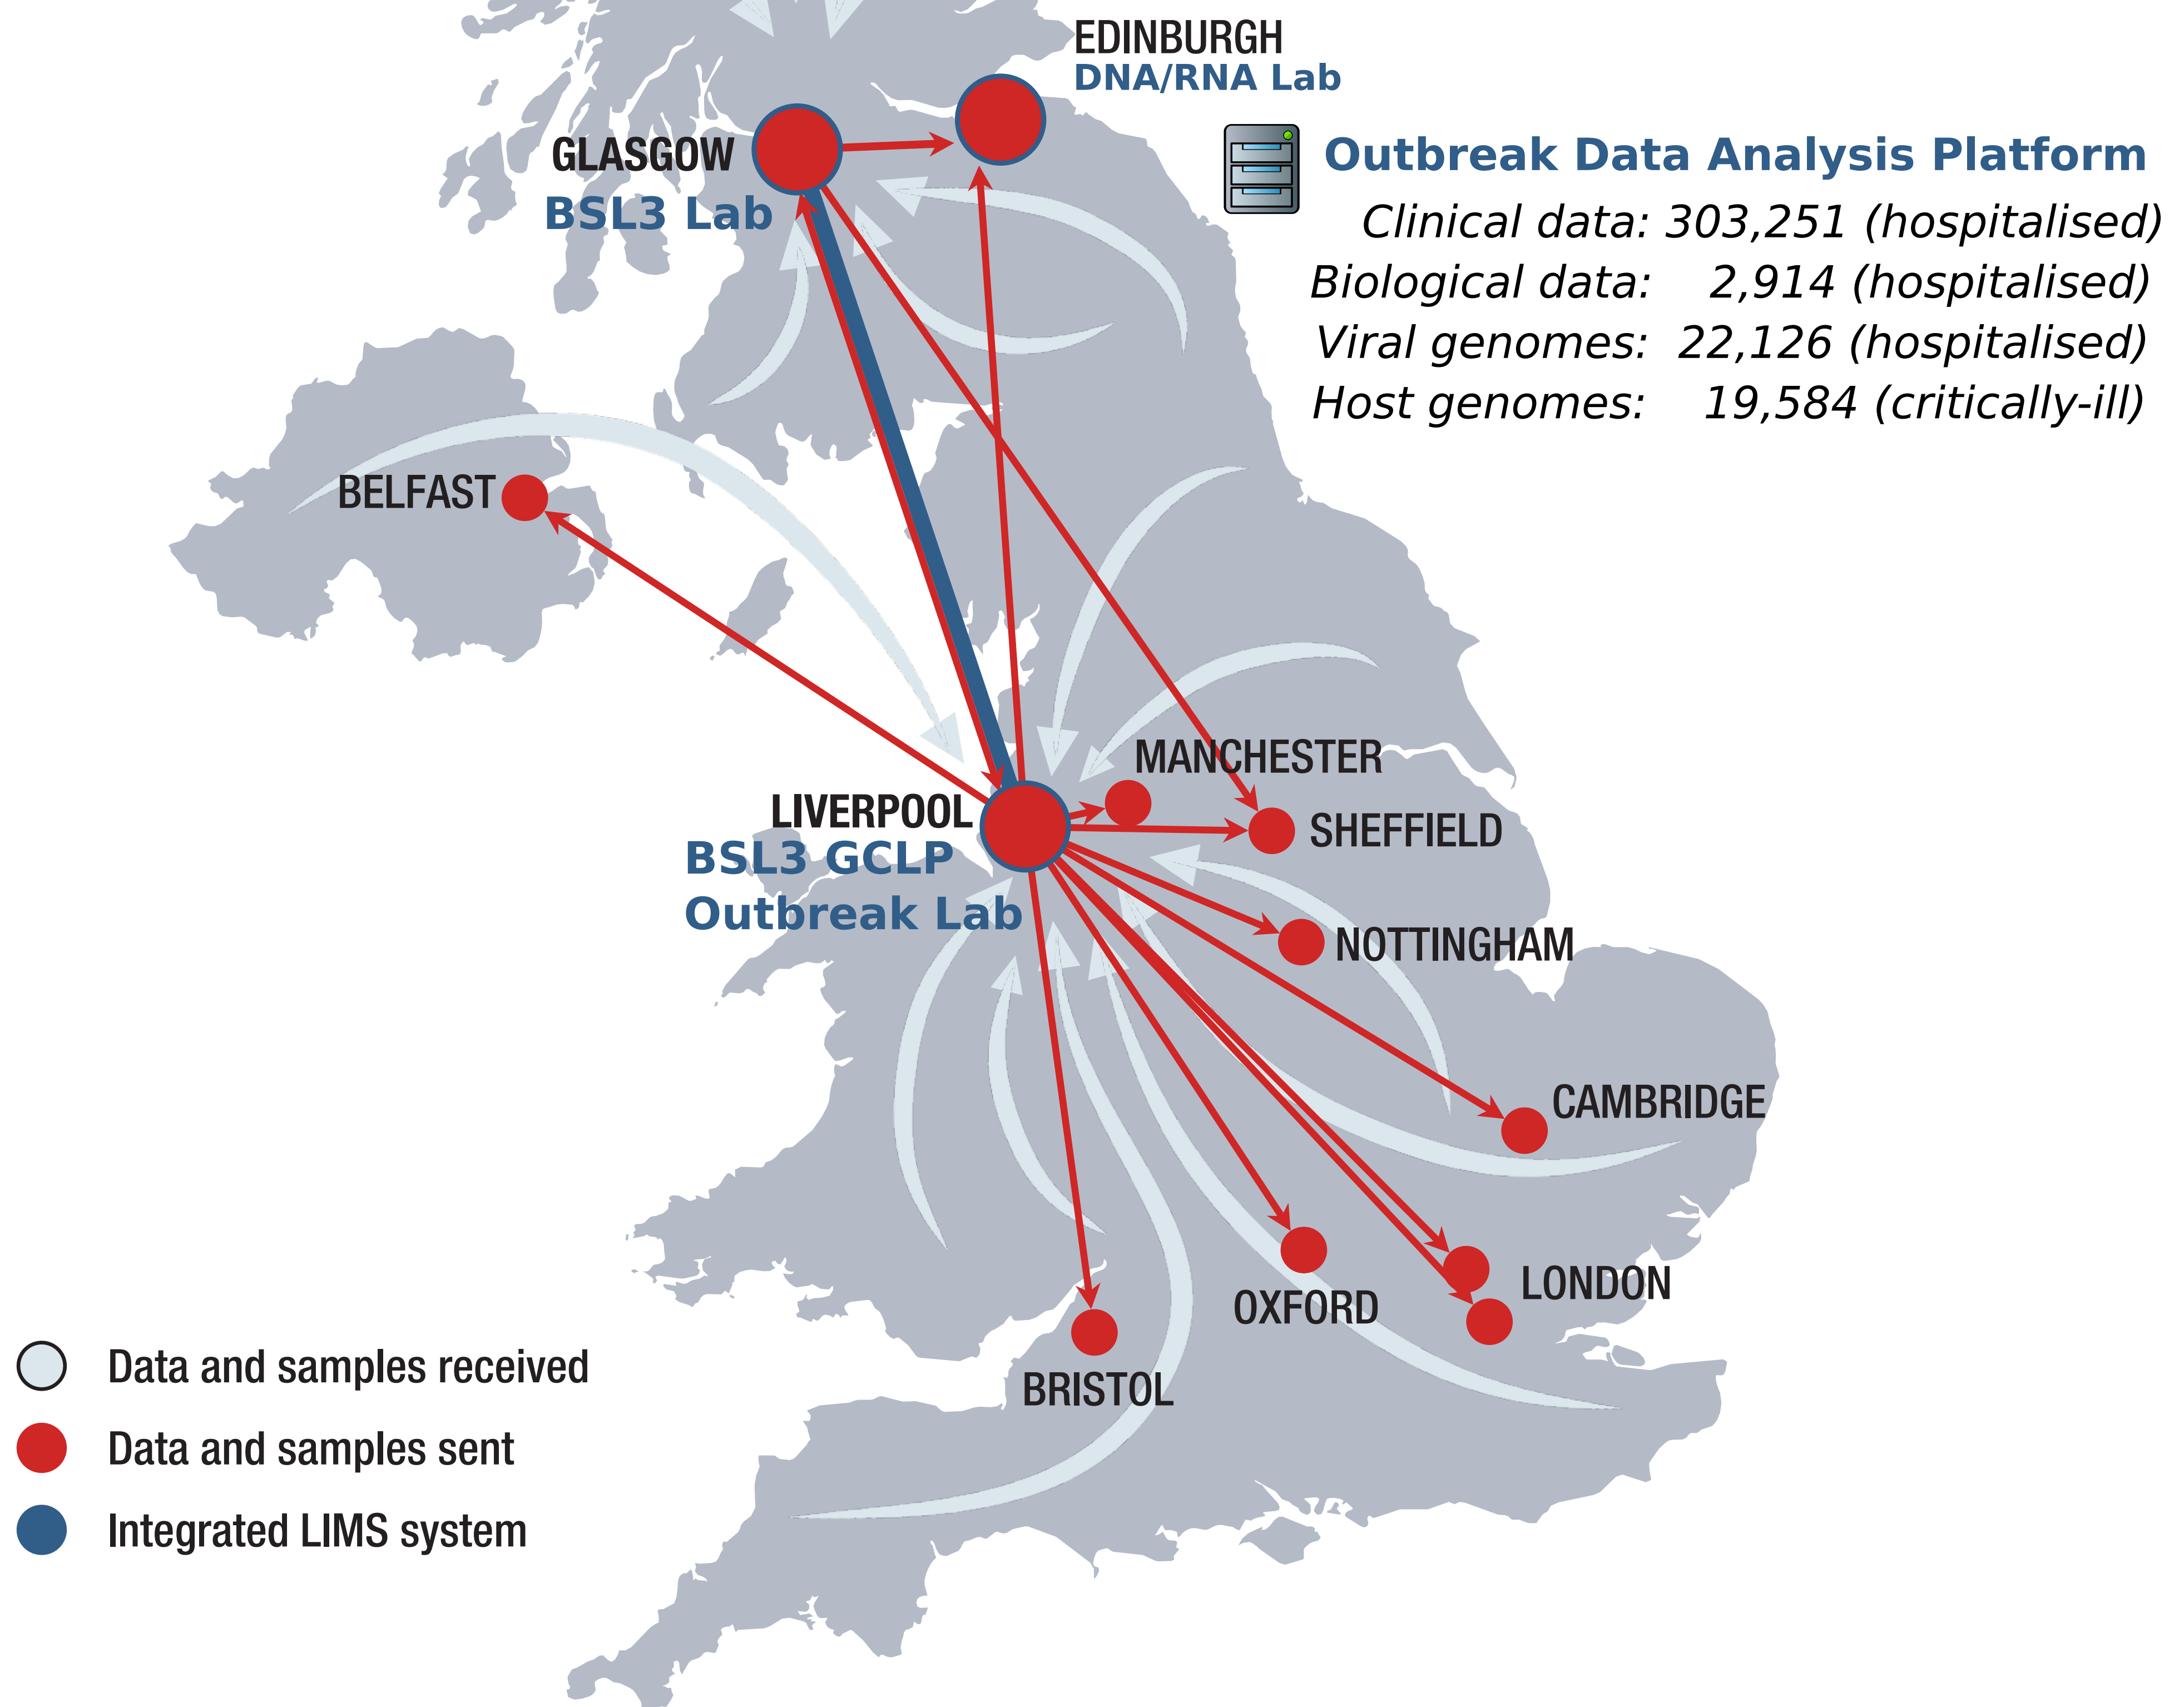 EDINBURGH
DNA/RNA Lab
GLASGOW
BSL3 Lab
Outbreak Data Analysis Platform
Clinical data: 303,251 (hospitalised)
Biological data: 2,914 (hospitalised)
Viral genomes: 22,126 (hospitalised)
Host genomes: 19,584 (critically-ill)
BELFAST
MANCHESTER
LIVERPOOL
BSL3 GCLP
Outbreak Lab
SHEFFIELD
NOTTINGHAM
CAMBRIDGE
LONDON
OXFORD
BRISTOL
Data and samples received
Data and samples sent
Integrated LIMS system